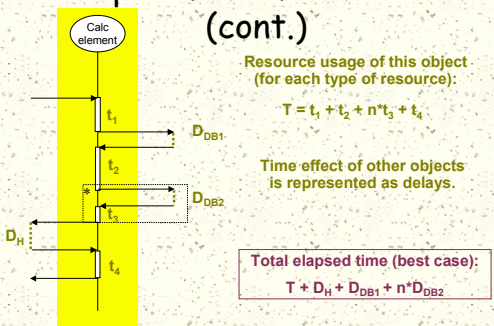 (cont.)
Calc
element
Resource usage of this object
(for each type of resource):
T = t1 + t2 + n*t3 + t4
t1
DDB1
t2
Time effect of other objects
is represented as delays.
*
DDB2
t3
DH
t4
Total elapsed time (best case):
T + DH + DDB1 + n*DDB2